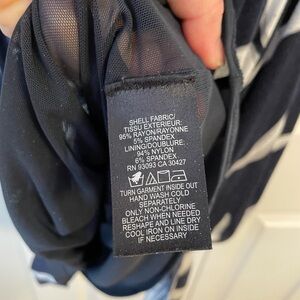 SHELL FABRIC/
TISSU EXTERIEUR:
95% RAYON/RAYONNE
5% SPANDEX
LINING/DOUBLURE:
94% NYLON
6% SPANDEX
RN 93093 CA 30427
TURN GARMENT INSIDE OUT
HAND WASH COLD
SEPARATELY
ONLY NON-CHLORINE
BLEACH WHEN NEEDED
RESHAPE AND LINE DRY
COOL IRON ON INSIDE
IF NECESSARY